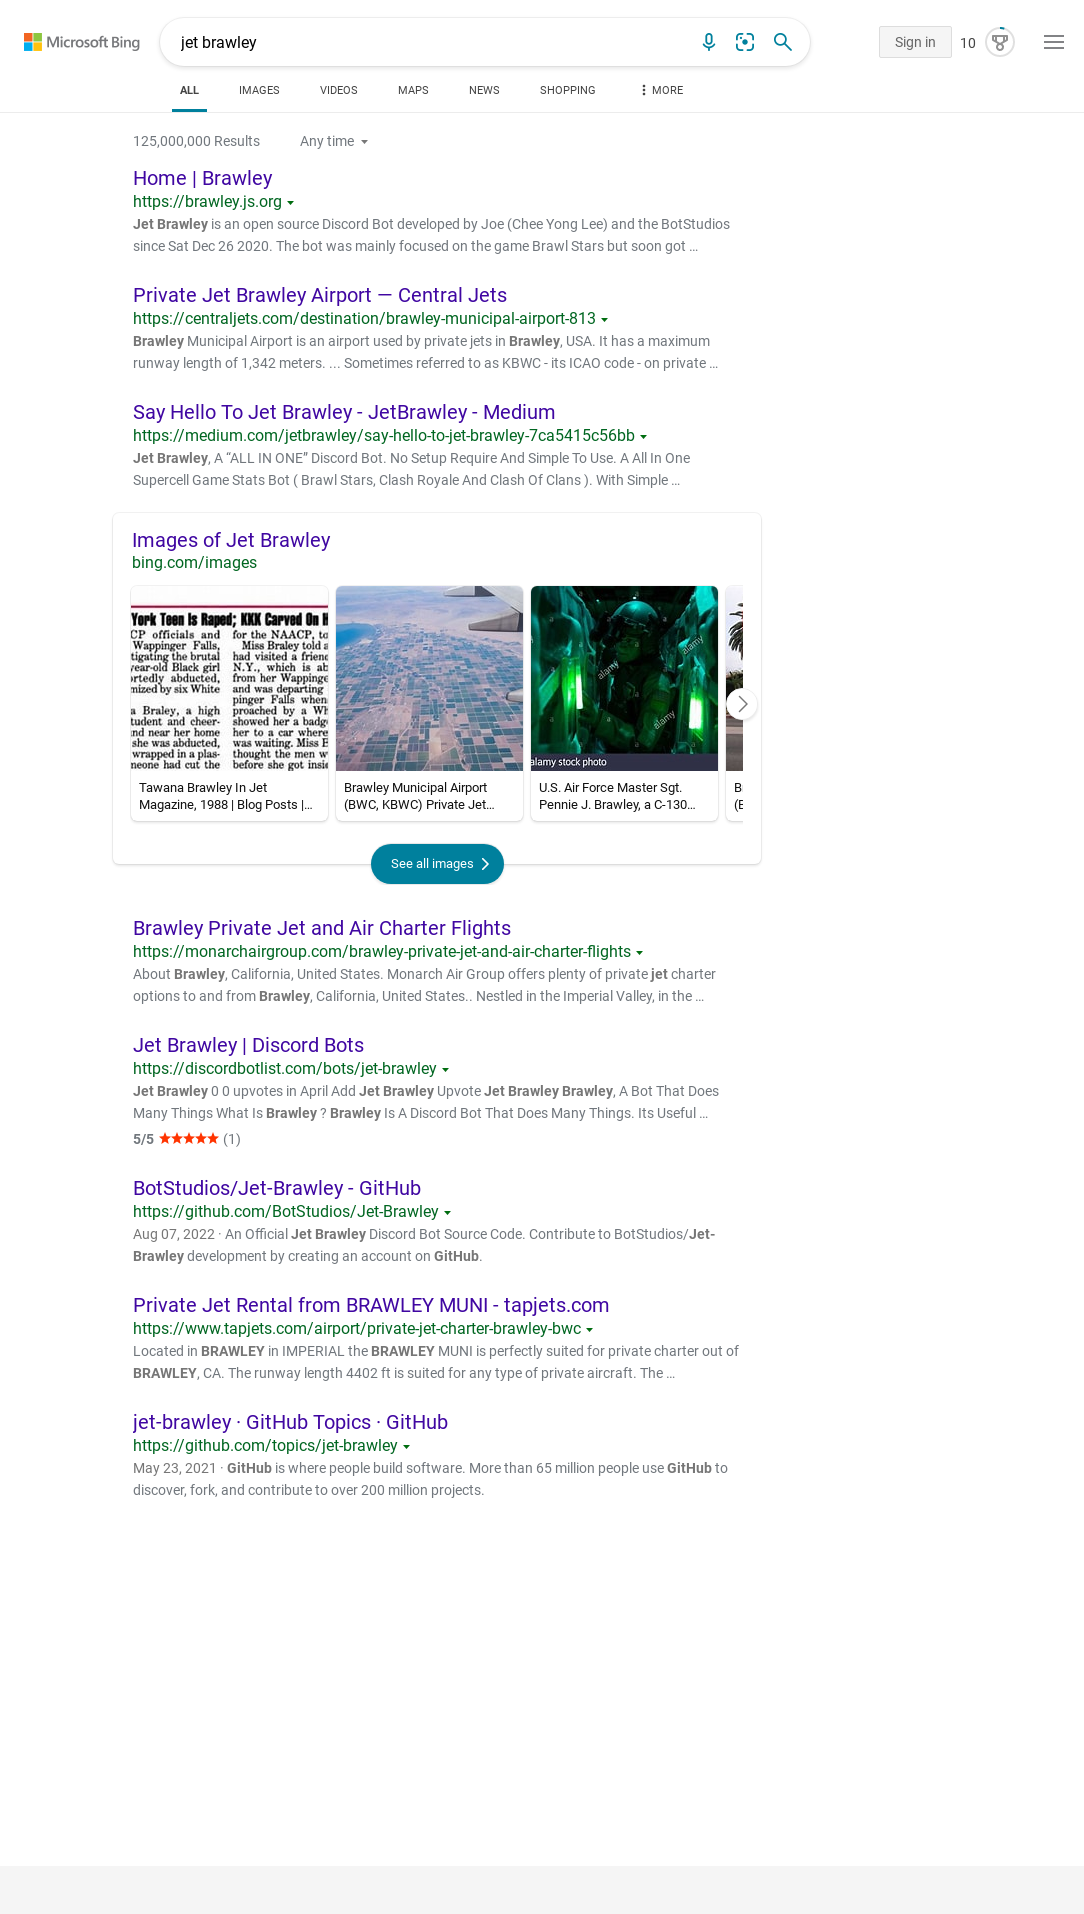 Microsoft Bing
jet brawley
Sign in
10
ALL
IMAGES
VIDEOS
MAPS
NEWS
SHOPPING
MORE
125,000,000 Results
Any time
Home | Brawley
https://brawley.js.org
Jet Brawley is an open source Discord Bot developed by Joe (Chee Yong Lee) and the BotStudios
since Sat Dec 26 2020. The bot was mainly focused on the game Brawl Stars but soon got …
Private Jet Brawley Airport — Central Jets
https://centraljets.com/destination/brawley-municipal-airport-813
Brawley Municipal Airport is an airport used by private jets in Brawley, USA. It has a maximum
runway length of 1,342 meters. ... Sometimes referred to as KBWC - its ICAO code - on private …
Say Hello To Jet Brawley - JetBrawley - Medium
https://medium.com/jetbrawley/say-hello-to-jet-brawley-7ca5415c56bb
Jet Brawley, A “ALL IN ONE” Discord Bot. No Setup Require And Simple To Use. A All In One
Supercell Game Stats Bot ( Brawl Stars, Clash Royale And Clash Of Clans ). With Simple …
Images of Jet Brawley
bing.com/images
York Teen Is Raped; KKK Carved On H
CP officials and
Wappinger Falls,
tigating the brutal
year-old Black girl
ortedly abducted,
mized by six White
a Braley, a high
tudent and cheer-
nd near her home
she was abducted,
wrapped in a plas-
meone had cut the
for the NAACP, to
Miss Braley told a
had visited a friend
N.Y., which is ab
from her Wappinge
and was departing
pinger Falls when
proached by a Wh
showed her a badge
her to a car where
was waiting. Miss B
thought the men w
before she got insid
alamy
alamy
alamy
alamy stock photo
Tawana Brawley In Jet
Magazine, 1988 | Blog Posts |…
Brawley Municipal Airport
(BWC, KBWC) Private Jet…
U.S. Air Force Master Sgt.
Pennie J. Brawley, a C-130…
See all images
Brawley Private Jet and Air Charter Flights
https://monarchairgroup.com/brawley-private-jet-and-air-charter-flights
About Brawley, California, United States. Monarch Air Group offers plenty of private jet charter
options to and from Brawley, California, United States.. Nestled in the Imperial Valley, in the …
Jet Brawley | Discord Bots
https://discordbotlist.com/bots/jet-brawley
Jet Brawley 0 0 upvotes in April Add Jet Brawley Upvote Jet Brawley Brawley, A Bot That Does
Many Things What Is Brawley ? Brawley Is A Discord Bot That Does Many Things. Its Useful …
5/5 ★★★★★ (1)
BotStudios/Jet-Brawley - GitHub
https://github.com/BotStudios/Jet-Brawley
Aug 07, 2022 · An Official Jet Brawley Discord Bot Source Code. Contribute to BotStudios/Jet-
Brawley development by creating an account on GitHub.
Private Jet Rental from BRAWLEY MUNI - tapjets.com
https://www.tapjets.com/airport/private-jet-charter-brawley-bwc
Located in BRAWLEY in IMPERIAL the BRAWLEY MUNI is perfectly suited for private charter out of
BRAWLEY, CA. The runway length 4402 ft is suited for any type of private aircraft. The …
jet-brawley · GitHub Topics · GitHub
https://github.com/topics/jet-brawley
May 23, 2021 · GitHub is where people build software. More than 65 million people use GitHub to
discover, fork, and contribute to over 200 million projects.